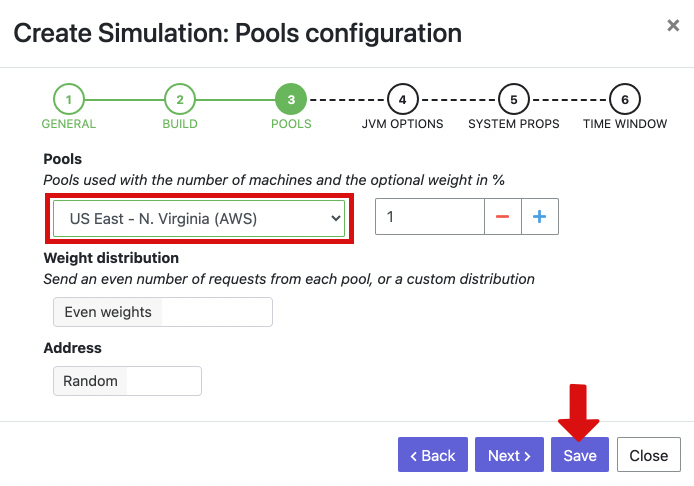 Create Simulation: Pools configuration
×
1 2 3 4 5 6
GENERAL BUILD POOLS JVM OPTIONS SYSTEM PROPS TIME WINDOW
Pools
Pools used with the number of machines and the optional weight in %
US East - N. Virginia (AWS) 1 − +
Weight distribution
Send an even number of requests from each pool, or a custom distribution
Even weights
Address
Random
‹ Back Next › Save Close